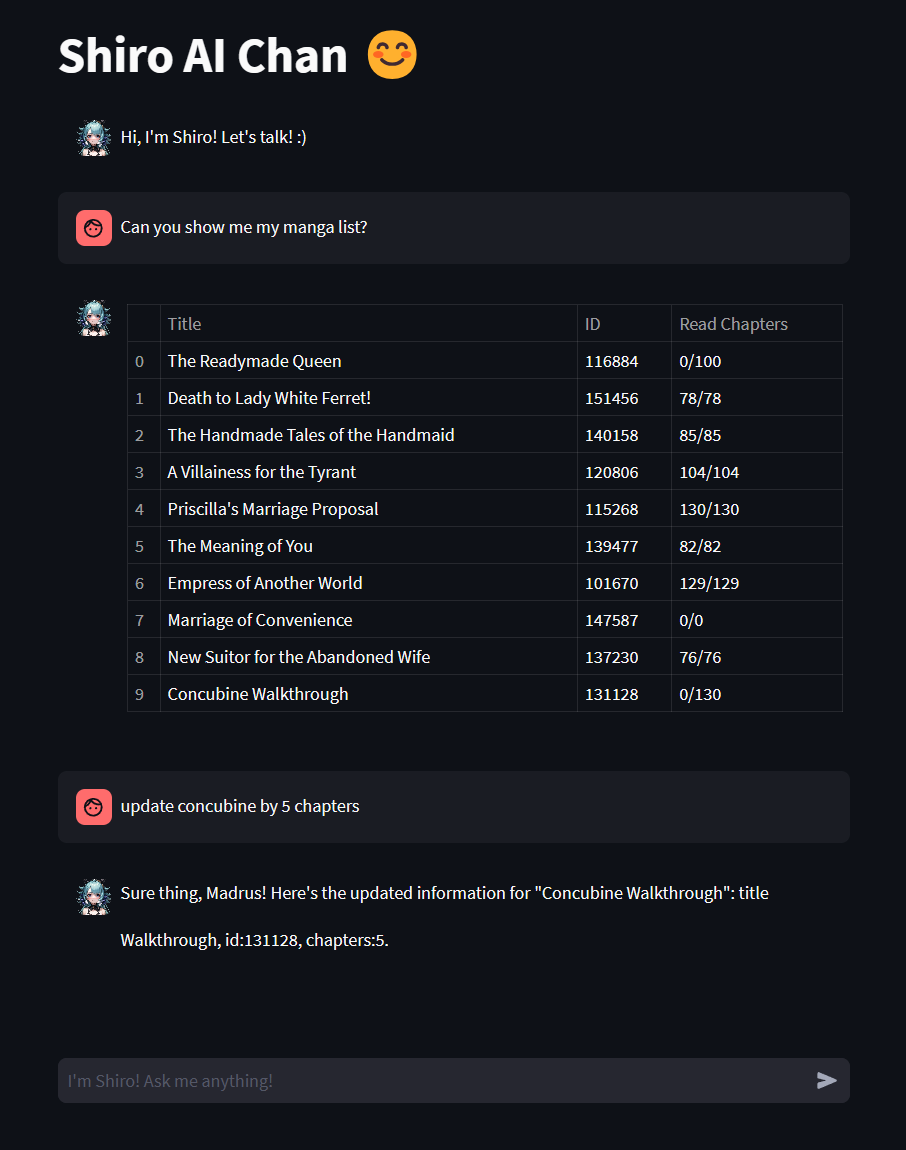 Shiro AI Chan 😊
Hi, I'm Shiro! Let's talk! :)
Can you show me my manga list?
Title ID Read Chapters
0 The Readymade Queen 116884 0/100
1 Death to Lady White Ferret! 151456 78/78
2 The Handmade Tales of the Handmaid 140158 85/85
3 A Villainess for the Tyrant 120806 104/104
4 Priscilla's Marriage Proposal 115268 130/130
5 The Meaning of You 139477 82/82
6 Empress of Another World 101670 129/129
7 Marriage of Convenience 147587 0/0
8 New Suitor for the Abandoned Wife 137230 76/76
9 Concubine Walkthrough 131128 0/130
update concubine by 5 chapters
Sure thing, Madrus! Here's the updated information for "Concubine Walkthrough": title
Walkthrough, id:131128, chapters:5.
I'm Shiro! Ask me anything!